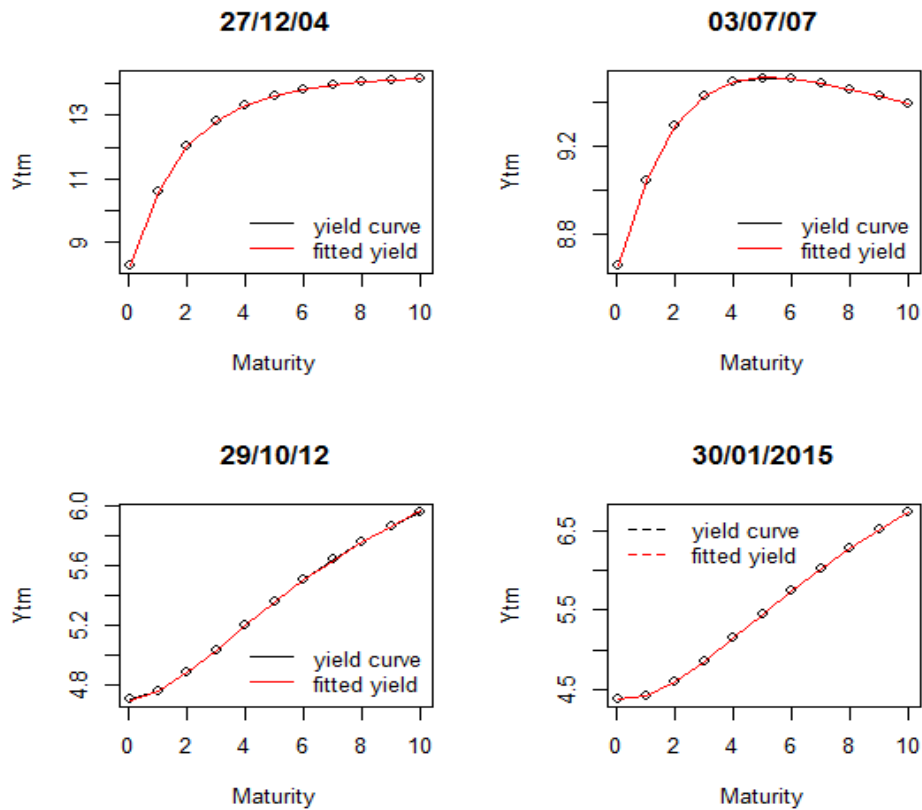 27/12/04
Ytm
13
11
9
yield curve
fitted yield
0 2 4 6 8 10
Maturity
03/07/07
Ytm
9.2
8.8
yield curve
fitted yield
0 2 4 6 8 10
Maturity
29/10/12
Ytm
6.0
5.6
5.2
4.8
yield curve
fitted yield
0 2 4 6 8 10
Maturity
30/01/2015
Ytm
6.5
5.5
4.5
yield curve
fitted yield
0 2 4 6 8 10
Maturity